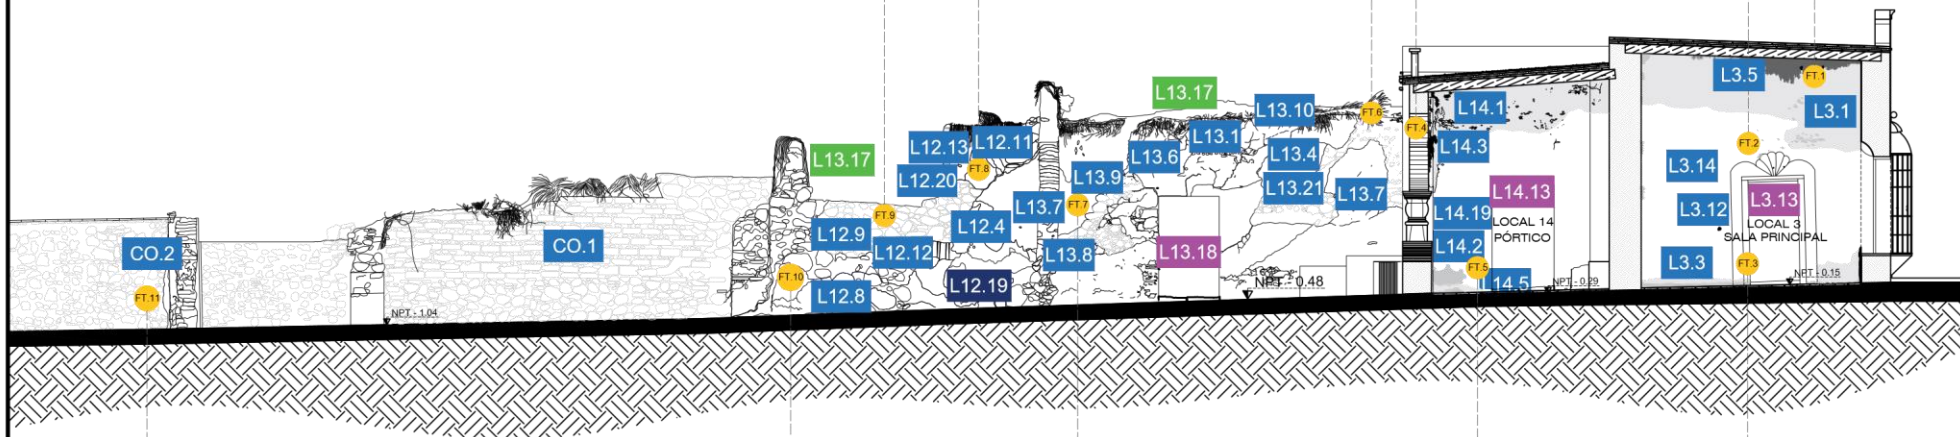 CO.2
FT.11
NPT - 1.04
CO.1
L13.17
FT.10
L12.9
L12.8
FT.9
L12.12
L12.13
L12.11
FT.8
L12.20
L12.4
L12.19
L13.7
FT.7
L13.8
L13.9
L13.6
L13.17
L13.1
L13.10
L13.4
L13.21
L13.7
L13.18
NPT - 0.48
FT.6
FT.4
L14.1
L14.3
L14.13
L14.19
LOCAL 14
PÓRTICO
L14.2
FT.5
L14.5
NPT - 0.29
L3.5
FT.1
L3.1
FT.2
L3.14
L3.12
L3.13
LOCAL 3
SALA PRINCIPAL
L3.3
FT.3
NPT - 0.15